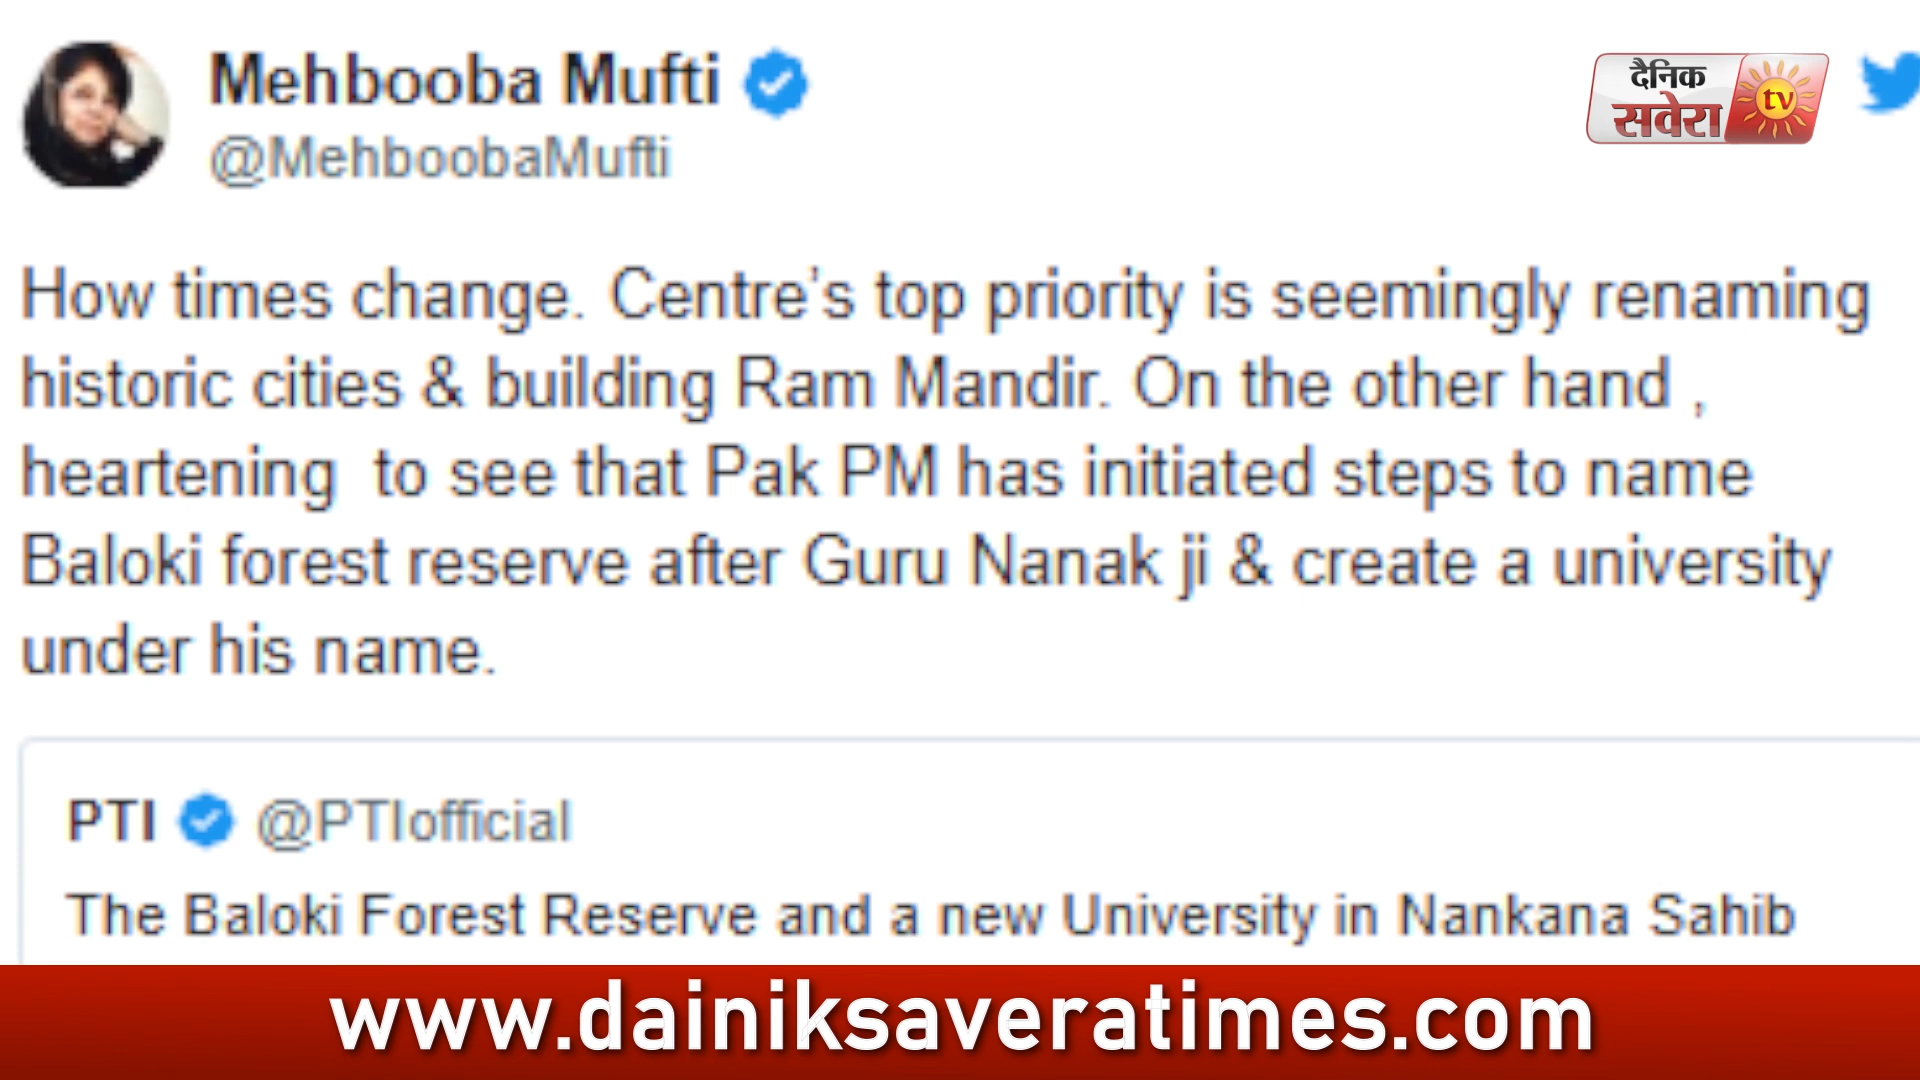 Mehbooba Mufti
@MehboobaMufti
दैनिक
सवेरा
tv
How times change. Centre's top priority is seemingly renaming
historic cities & building Ram Mandir. On the other hand ,
heartening  to see that Pak PM has initiated steps to name
Baloki forest reserve after Guru Nanak ji & create a university
under his name.
PTI @PTIofficial
The Baloki Forest Reserve and a new University in Nankana Sahib
www.dainiksaveratimes.com